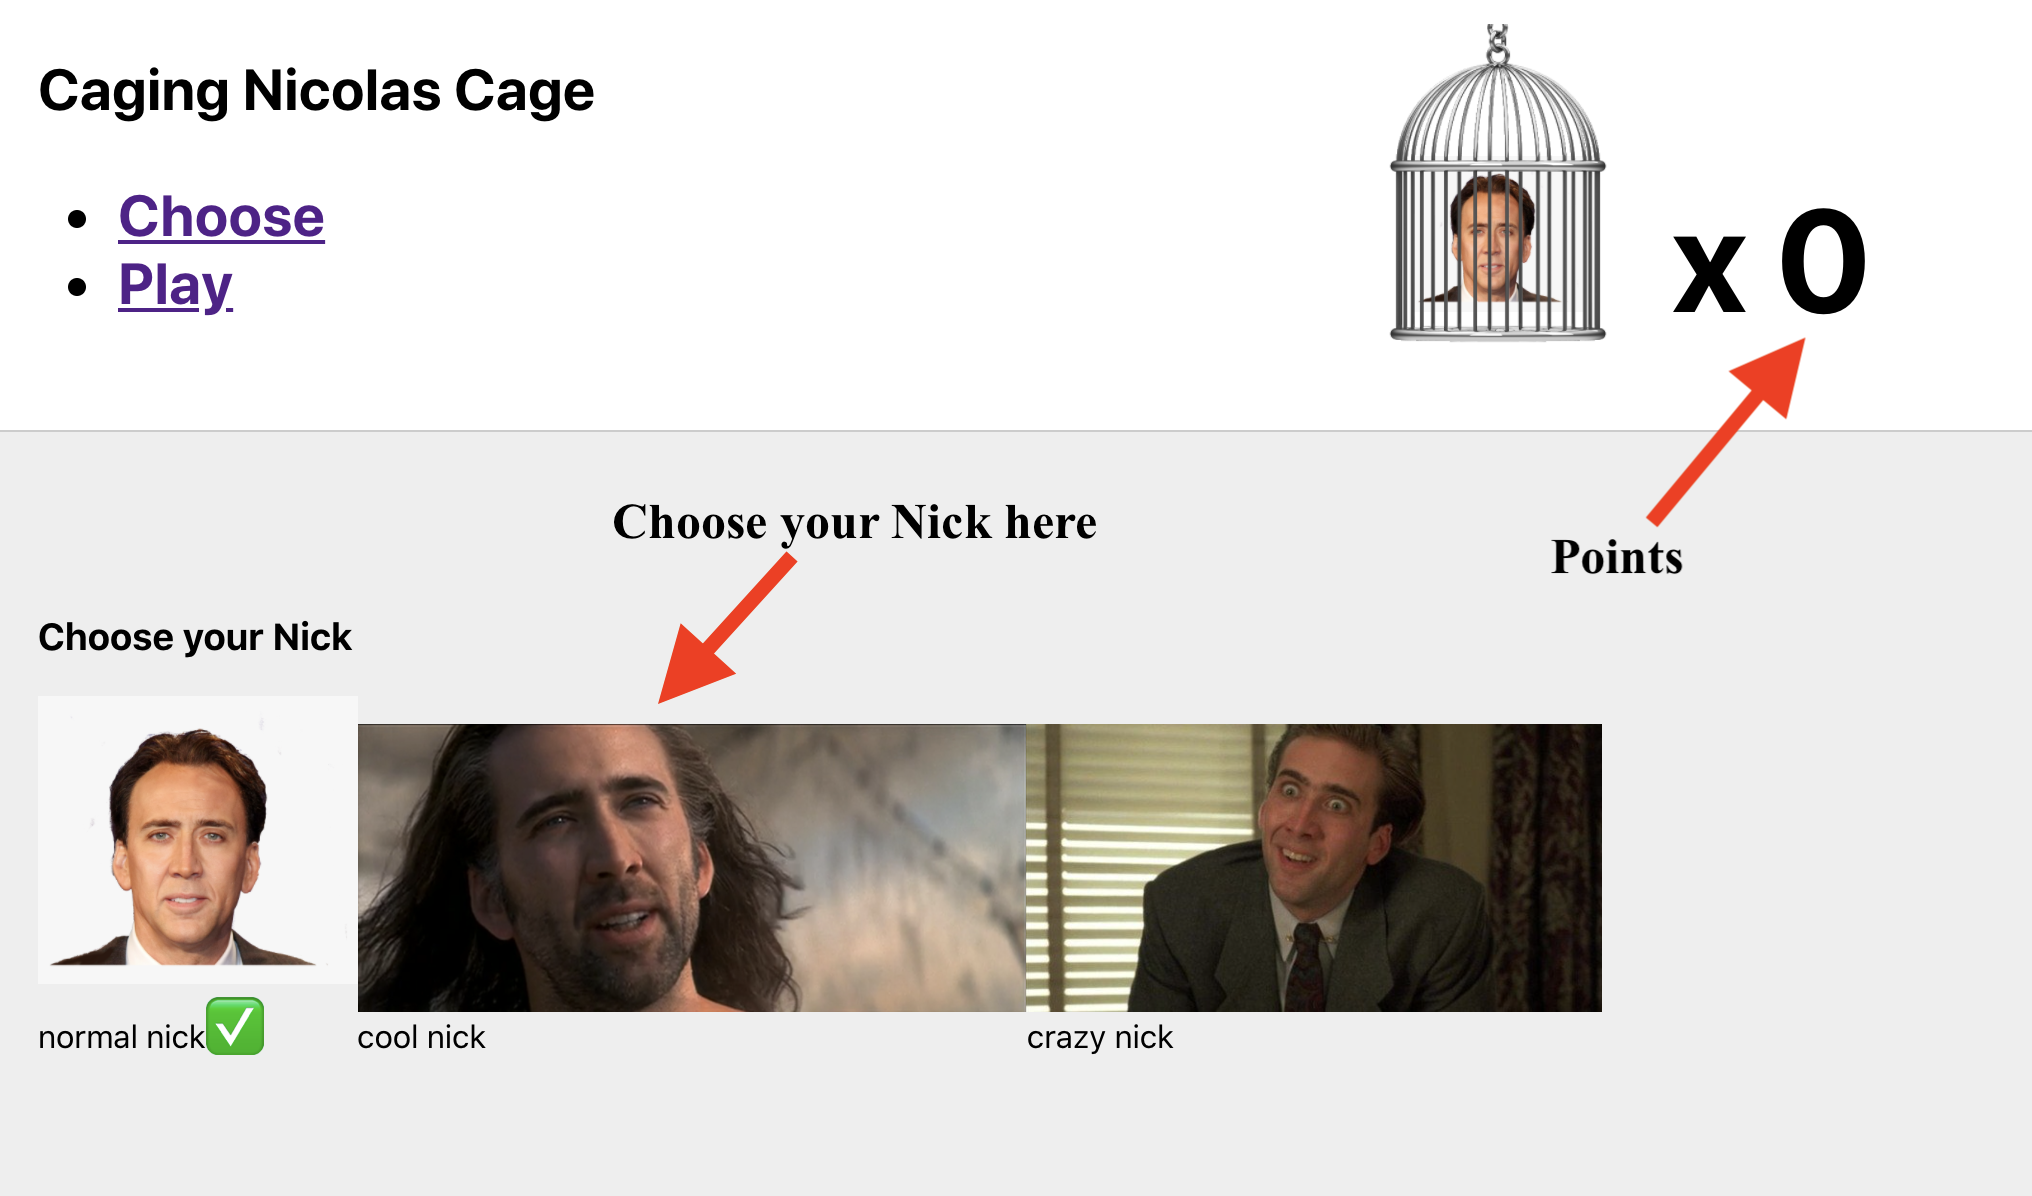 Caging Nicolas Cage
Choose
Play
x 0
Choose your Nick here
Points
Choose your Nick
normal nick
cool nick
crazy nick